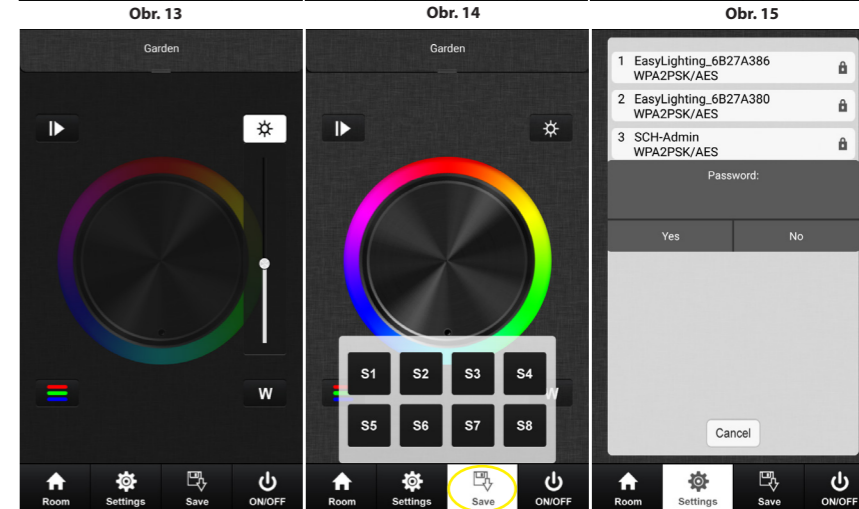 Obr. 13
Garden
W
Room Settings Save ON/OFF
Obr. 14
Garden
S1 S2 S3 S4
W
S5 S6 S7 S8
Room Settings Save ON/OFF
Obr. 15
1 EasyLighting_6B27A386
WPA2PSK/AES
2 EasyLighting_6B27A380
WPA2PSK/AES
3 SCH-Admin
WPA2PSK/AES
Password:
Yes No
Cancel
Room Settings Save ON/OFF